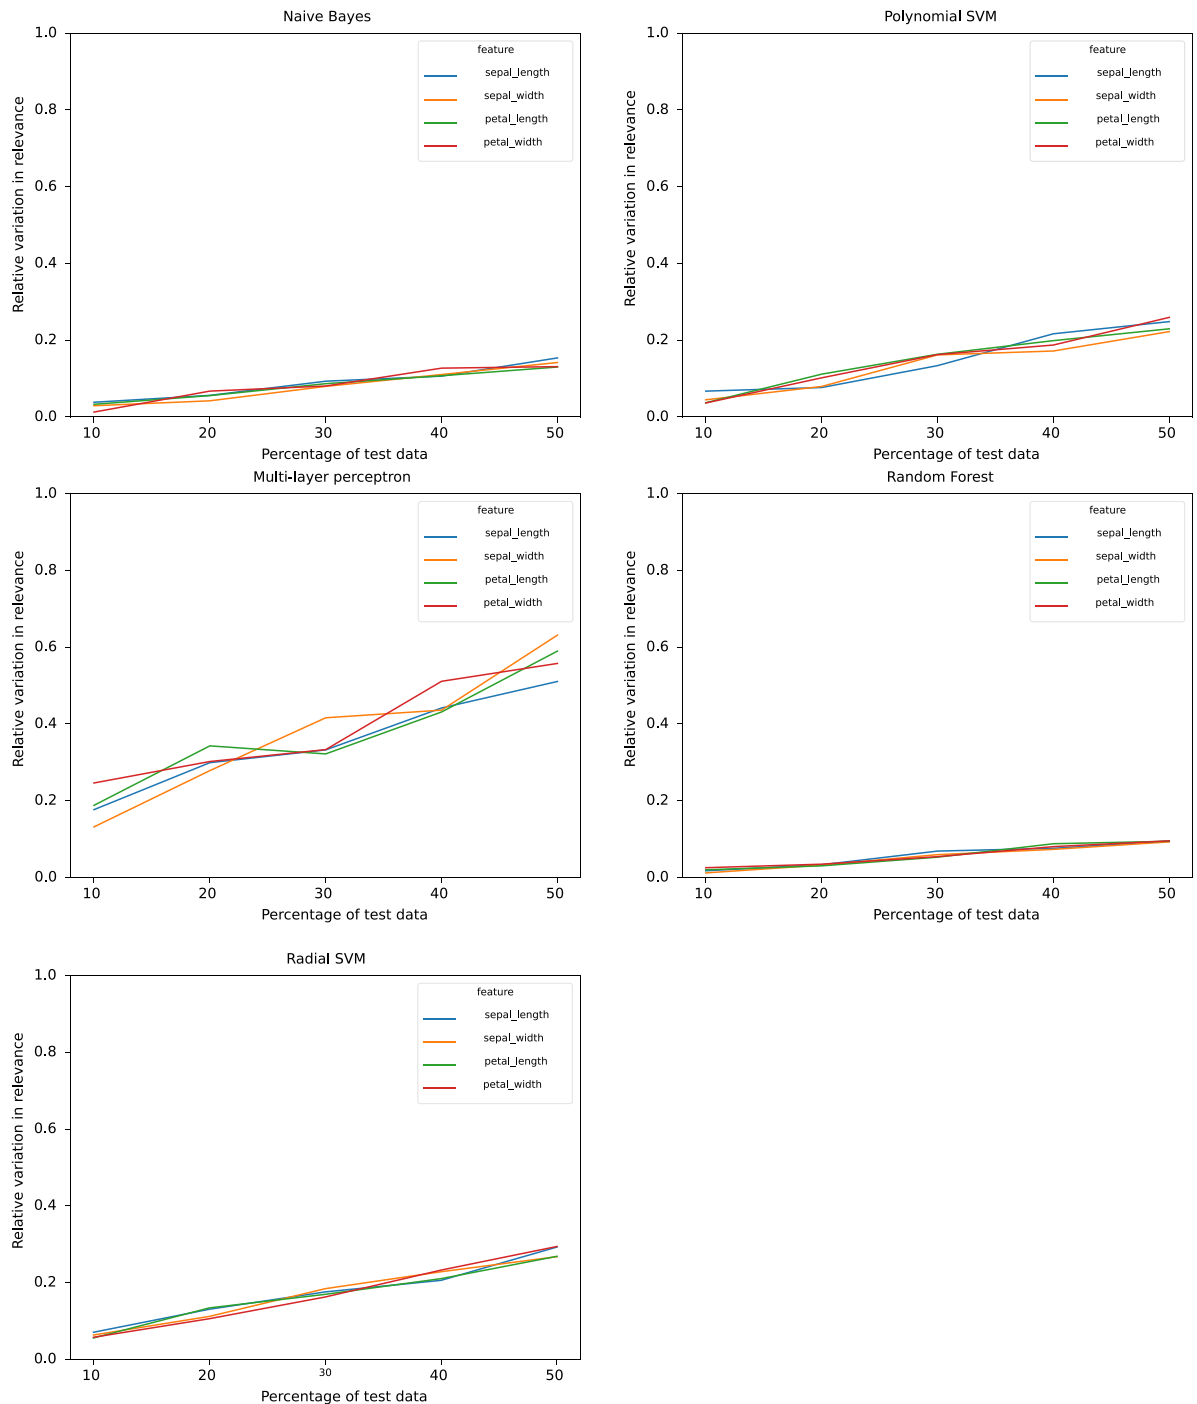 Naive Bayes
Relative variation in relevance
1.0
0.8
0.6
0.4
0.2
0.0
feature
sepal_length
sepal_width
petal_length
petal_width
10 20 30 40 50
Percentage of test data
Polynomial SVM
Relative variation in relevance
1.0
0.8
0.6
0.4
0.2
0.0
feature
sepal_length
sepal_width
petal_length
petal_width
10 20 30 40 50
Percentage of test data
Multi-layer perceptron
Relative variation in relevance
1.0
0.8
0.6
0.4
0.2
0.0
feature
sepal_length
sepal_width
petal_length
petal_width
10 20 30 40 50
Percentage of test data
Random Forest
Relative variation in relevance
1.0
0.8
0.6
0.4
0.2
0.0
feature
sepal_length
sepal_width
petal_length
petal_width
10 20 30 40 50
Percentage of test data
Radial SVM
Relative variation in relevance
1.0
0.8
0.6
0.4
0.2
0.0
feature
sepal_length
sepal_width
petal_length
petal_width
10 20 30 40 50
Percentage of test data